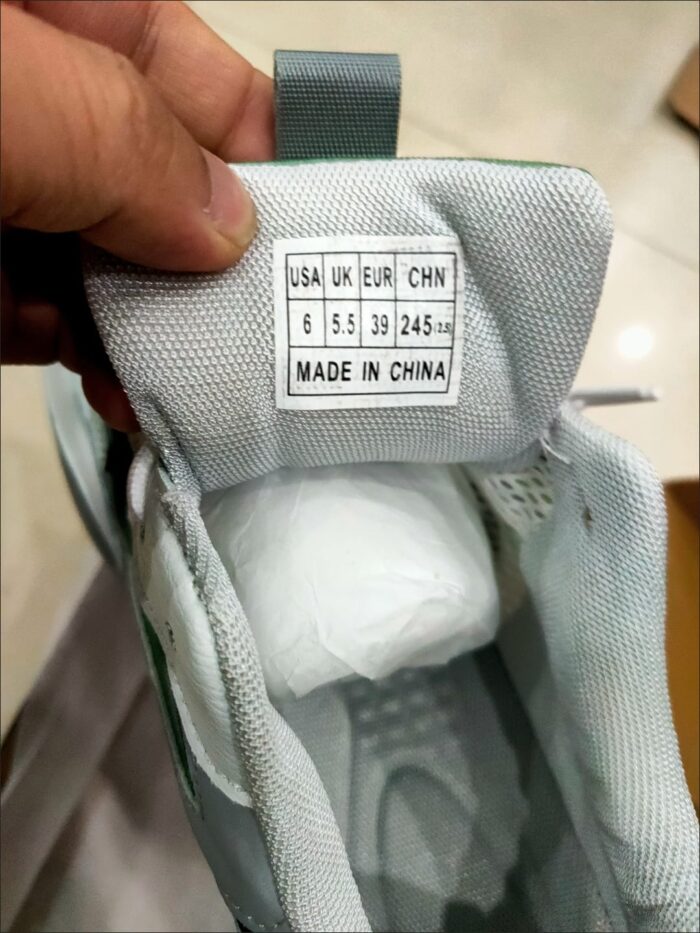 USA UK EUR CHN
6 5.5 39 245(2.5)
MADE IN CHINA